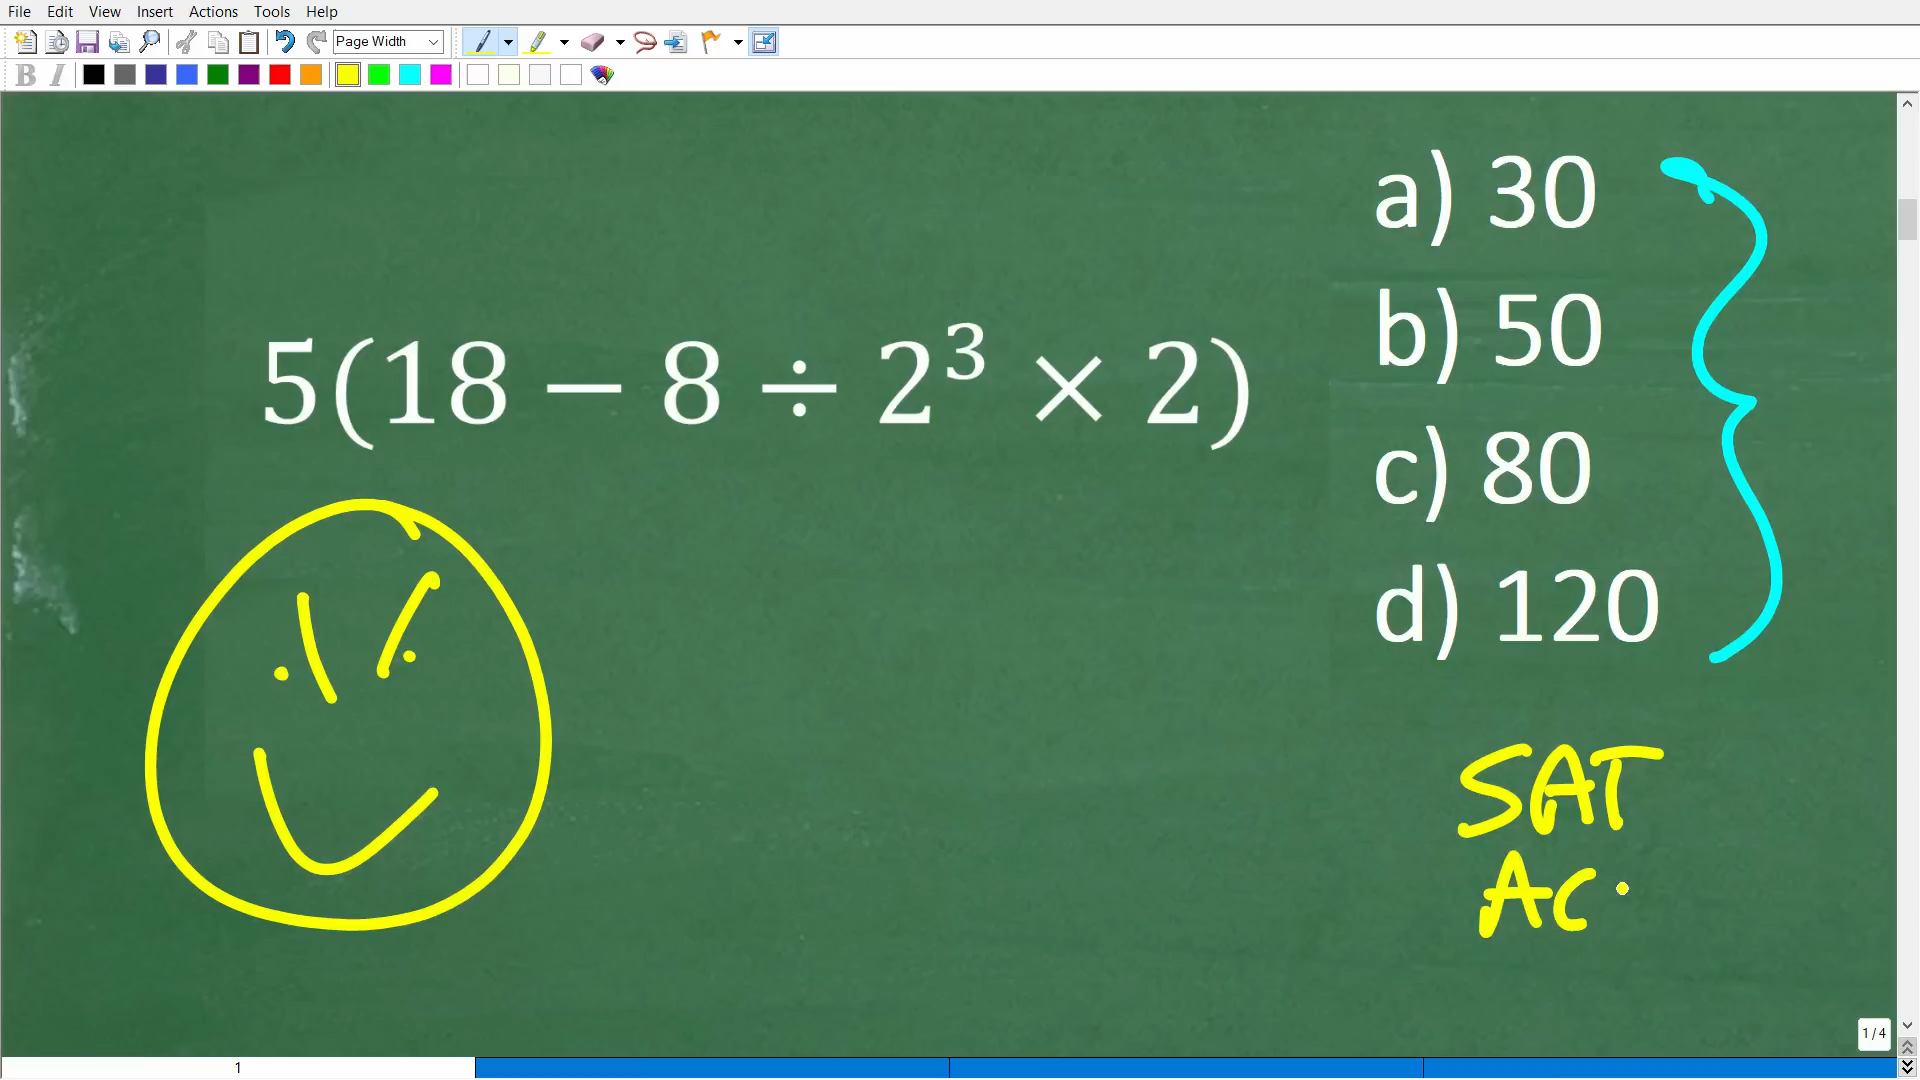 File Edit View Insert Actions Tools Help
Page Width
B I
5(18 − 8 ÷ 2³ × 2)
a) 30
b) 50
c) 80
d) 120
SAT
AC
1 / 4
1